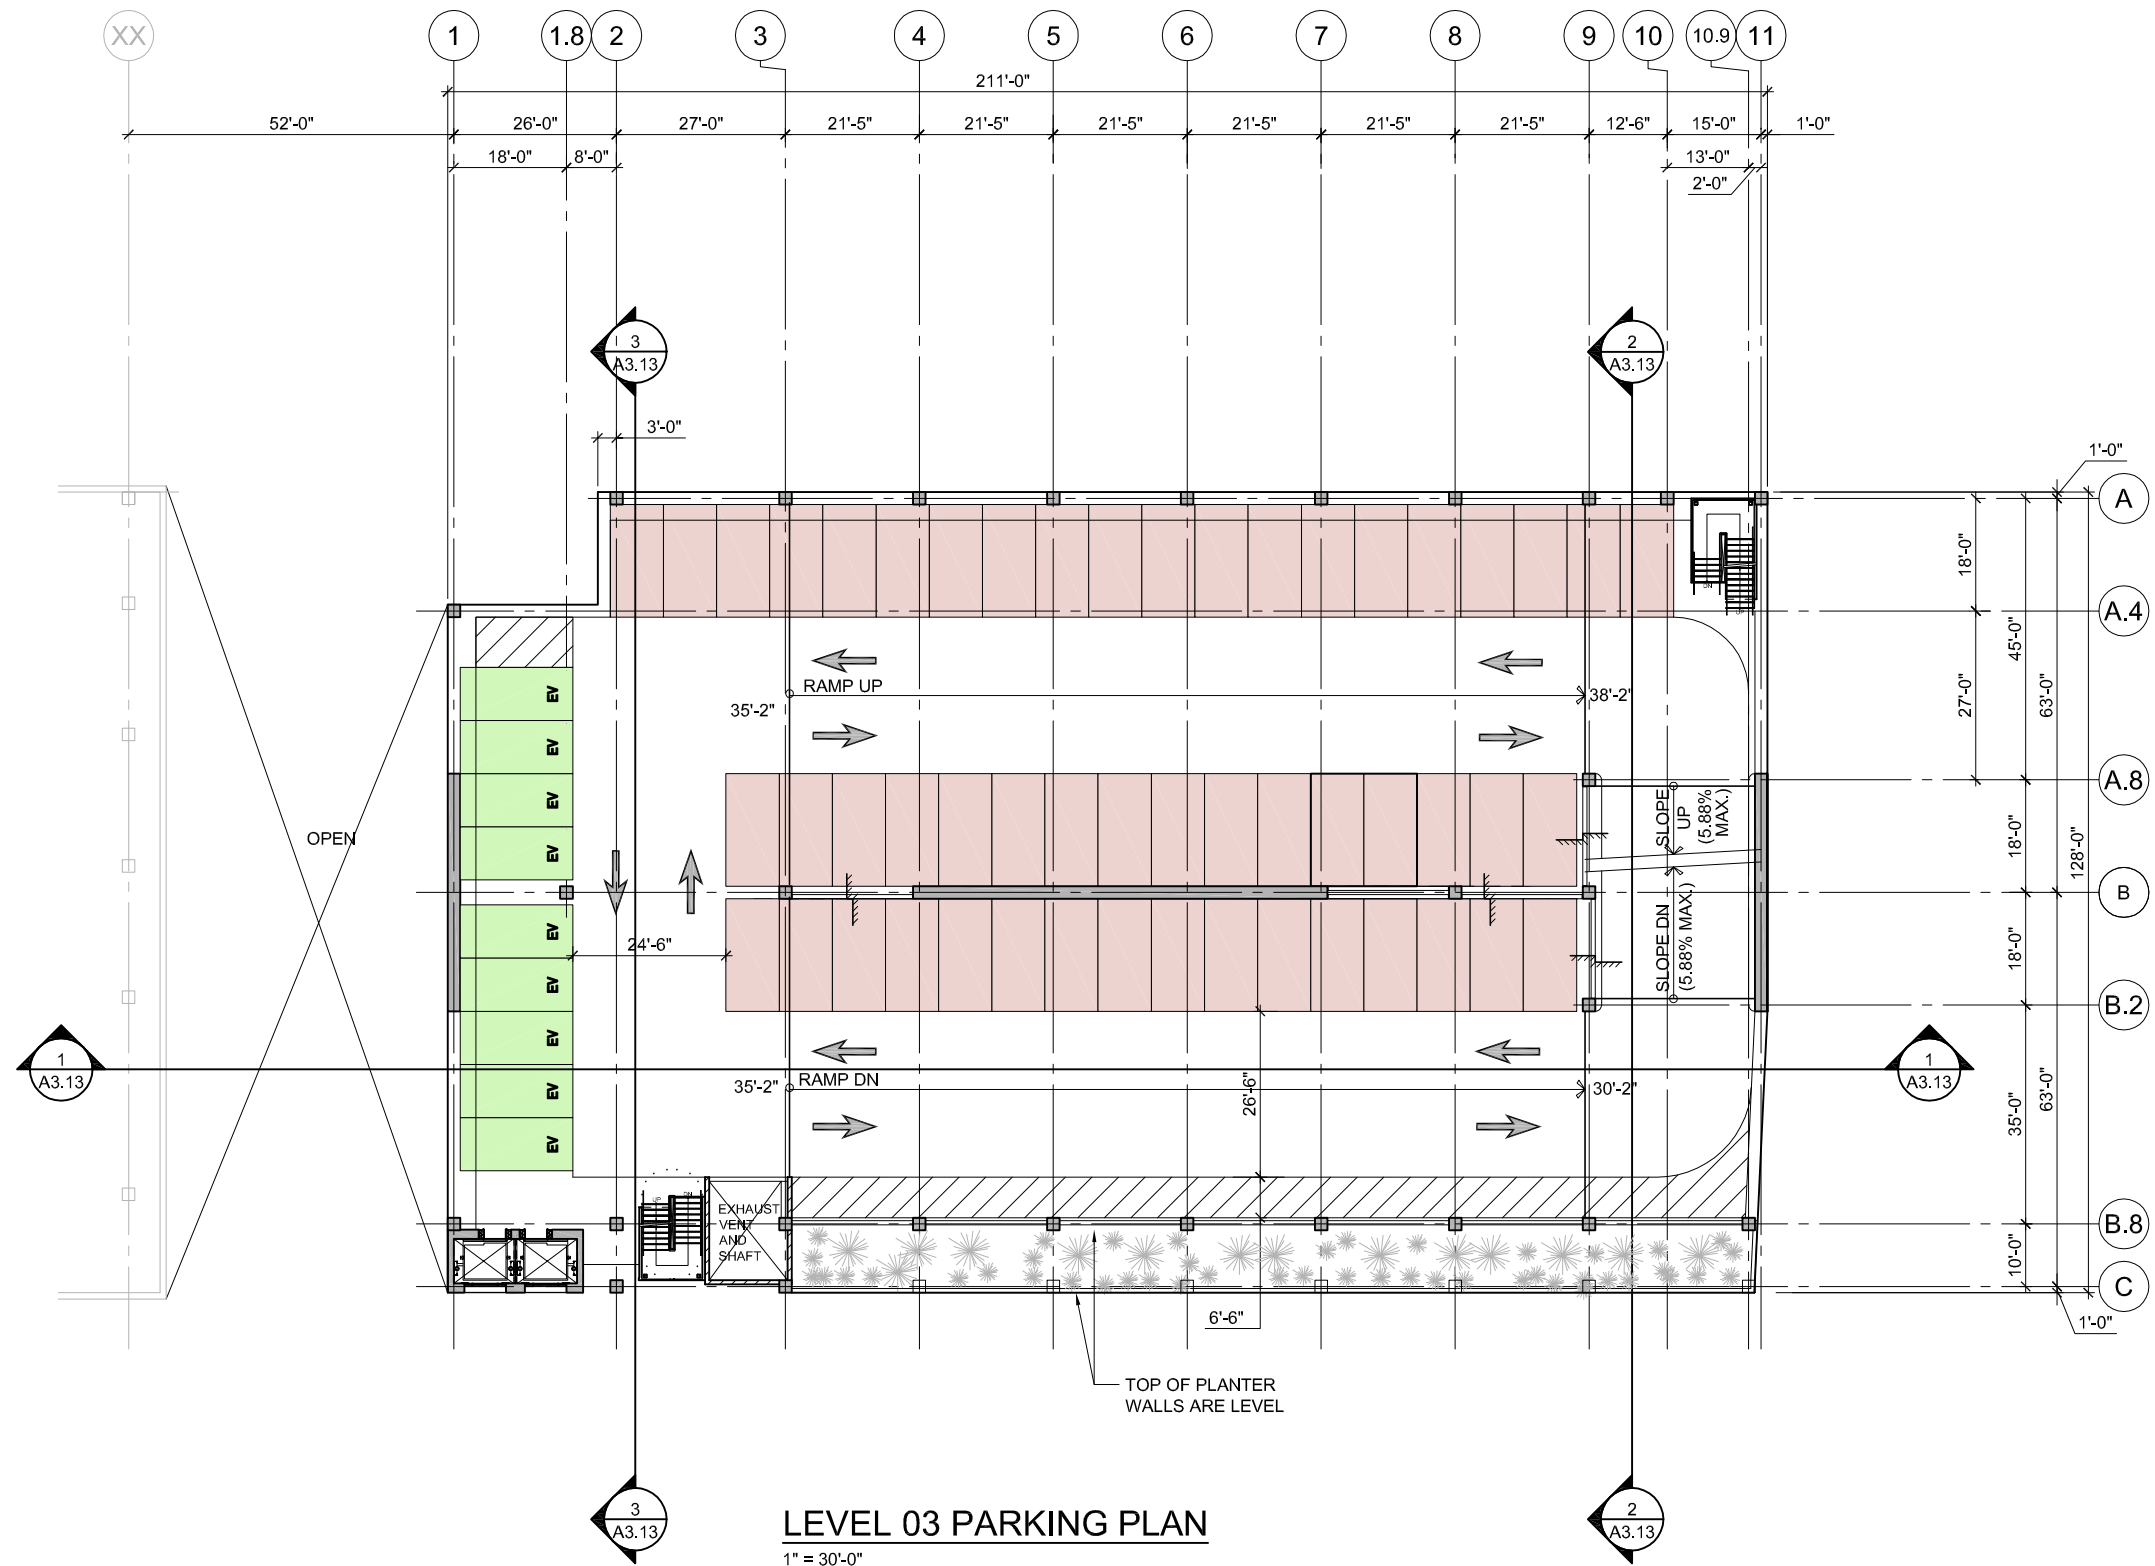 XX 1 1.8 2 3 4 5 6 7 8 9 10 10.9 11
211'-0"
52'-0" 26'-0" 27'-0" 21'-5" 21'-5" 21'-5" 21'-5" 21'-5" 21'-5" 12'-6" 15'-0" 1'-0"
18'-0" 8'-0" 13'-0"
2'-0"
3
A3.13
2
A3.13
3'-0"
1'-0"
A
18'-0"
A.4
45'-0"
RAMP UP
38'-2'
35'-2"
27'-0"
63'-0"
EV
EV
EV
EV
A.8
SLOPE
UP
(5.88%
MAX.)
OPEN
18'-0"
128'-0"
B
SLOPE DN
(5.88% MAX.)
24'-6"
18'-0"
EV
EV
EV
EV
EV
B.2
1
A3.13
1
A3.13
RAMP DN
35'-2"
30'-2"
26'-6"
35'-0"
63'-0"
UP
DN
DN
UP
EXHAUST
VENT
AND
SHAFT
B.8
10'-0"
C
6'-6"
1'-0"
TOP OF PLANTER
WALLS ARE LEVEL
3
A3.13
2
A3.13
LEVEL 03 PARKING PLAN
1" = 30'-0"